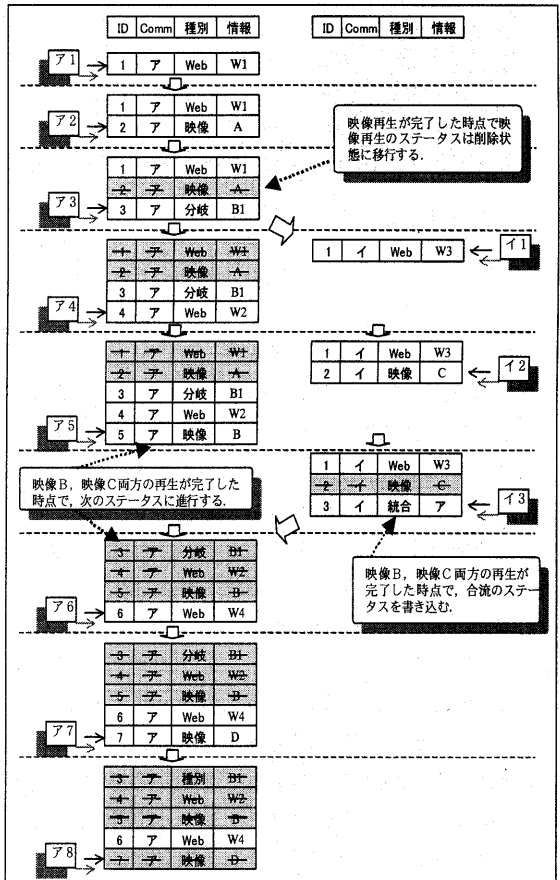 ID Comm 種別 情報
ID Comm 種別 情報
ア1
1 ア Web W1
ア2
1 ア Web W1
2 ア 映像 A
映像再生が完了した時点で映
像再生のステータスは削除状
態に移行する.
ア3
1 ア Web W1
2 ア 映像 A
3 ア 分岐 B1
ア4
1 ア Web W1
2 ア 映像 A
3 ア 分岐 B1
4 ア Web W2
1 イ Web W3
イ1
ア5
1 ア Web W1
2 ア 映像 A
3 ア 分岐 B1
4 ア Web W2
5 ア 映像 B
1 イ Web W3
2 イ 映像 C
イ2
映像B,映像C両方の再生が完了した
時点で,次のステータスに進行する.
1 イ Web W3
2 イ 映像 C
3 イ 統合 ア
イ3
ア6
3 ア 分岐 B1
4 ア Web W2
5 ア 映像 B
6 ア Web W4
映像B,映像C両方の再生が
完了した時点で,合流のステー
タスを書き込む.
ア7
3 ア 分岐 B1
4 ア Web W2
5 ア 映像 B
6 ア Web W4
7 ア 映像 D
ア8
3 ア 種別 B1
4 ア Web W2
5 ア 映像 B
6 ア Web W4
7 ア 映像 D